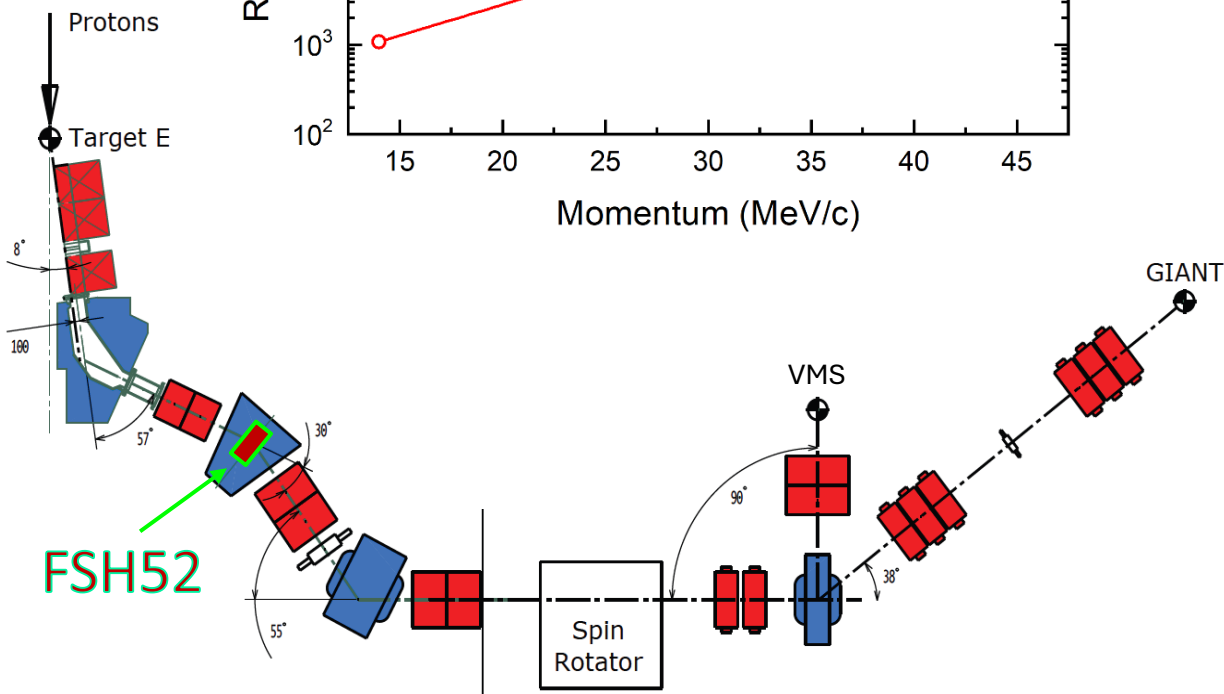 Protons
R
10³
10²
15 20 25 30 35 40 45
Momentum (MeV/c)
Target E
8°
100
57°
30°
FSH52
55°
Spin
Rotator
90°
VMS
38°
GIANT